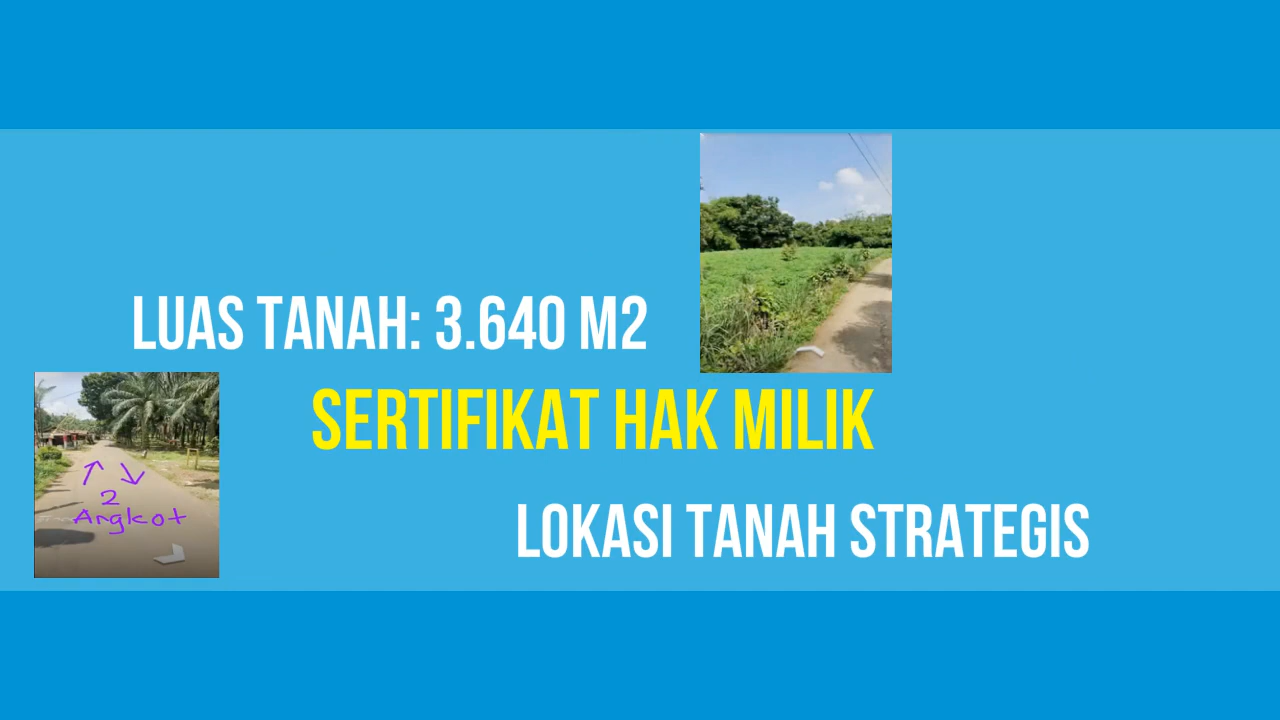 LUAS TANAH: 3.640 M2
SERTIFIKAT HAK MILIK
2
Angkot
LOKASI TANAH STRATEGIS